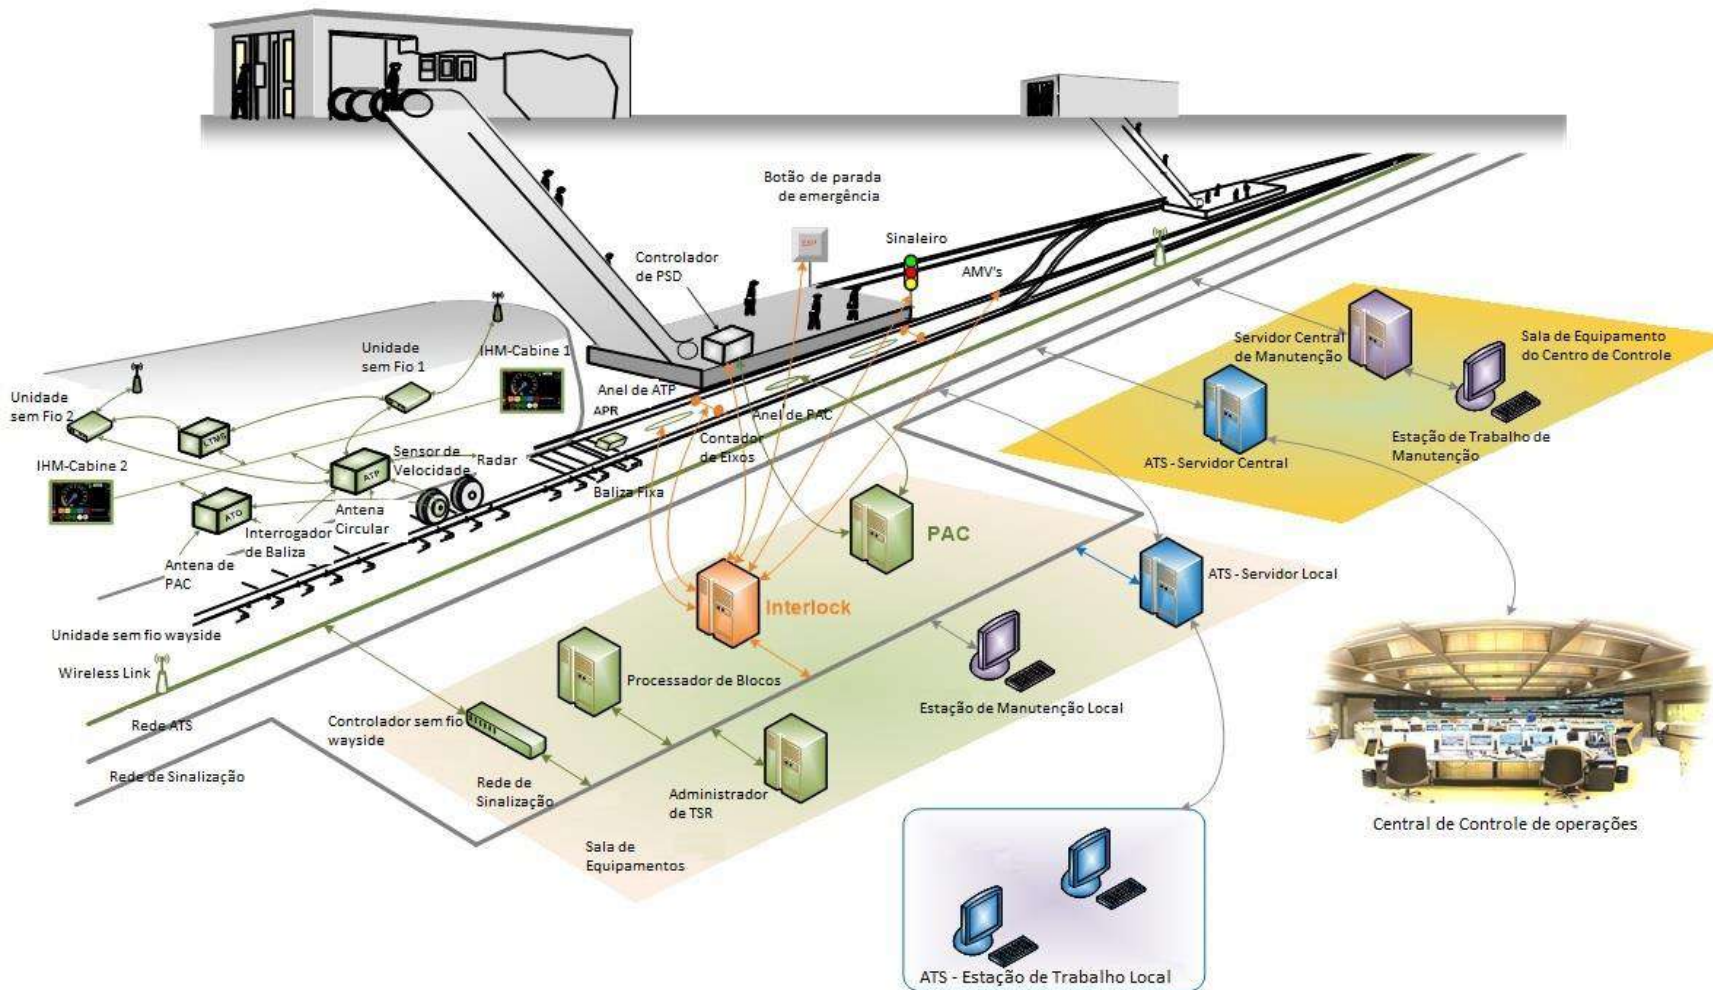 Botão de parada
de emergência
Sinaleiro
AMV's
Controlador
de PSD
Unidade
sem Fio 1
IHM-Cabine 1
Unidade
sem Fio 2
LTMS
IHM-Cabine 2
ATO
ATP
Sensor de
Velocidade
Radar
Interrogador
de Baliza
Antena
Circular
Antena de
PAC
Anel de ATP
APR
Anel de PAC
Contador
de Eixos
Baliza Fixa
Servidor Central
de Manutenção
Sala de Equipamento
do Centro de Controle
Estação de Trabalho de
Manutenção
ATS - Servidor Central
PAC
Interlock
ATS - Servidor Local
Unidade sem fio wayside
Wireless Link
Rede ATS
Rede de Sinalização
Processador de Blocos
Controlador sem fio
wayside
Estação de Manutenção Local
Rede de
Sinalização
Administrador
de TSR
Sala de
Equipamentos
Central de Controle de operações
ATS - Estação de Trabalho Local